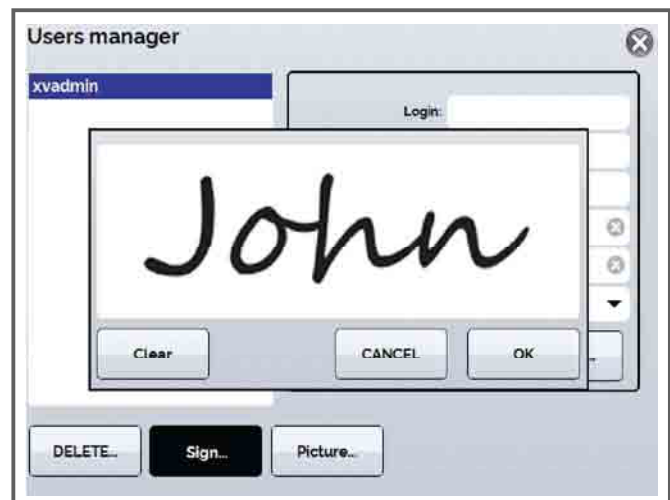 Users manager
xvadmin
Login:
John
Clear CANCEL OK
DELETE... Sign... Picture...